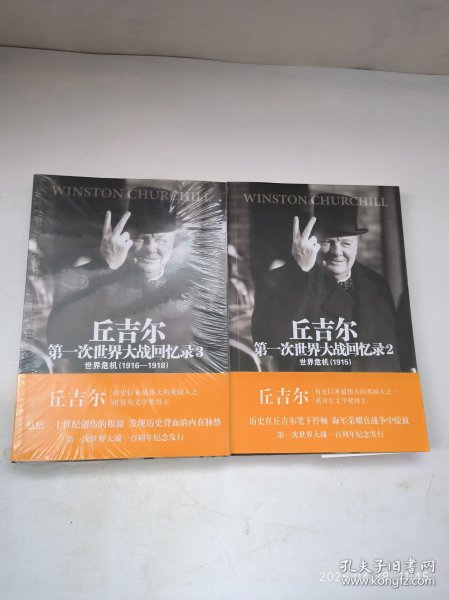 WINSTON CHURCHILL
丘吉尔
第一次世界大战回忆录3
世界危机(1916—1918)
丘吉尔
有史以来最伟大的英国人之一
诺贝尔文学奖得主
二十世纪创伤的根源 发现历史背面的内在脉络
第一次世界大战一百周年纪念发行
WINSTON CHURCHILL
丘吉尔
第一次世界大战回忆录2
世界危机(1915)
丘吉尔
有史以来最伟大的英国人之一
诺贝尔文学奖得主
历史在丘吉尔笔下停顿 海军荣耀在战争中绽放
第一次世界大战一百周年纪念发行
孔夫子旧书网
www.kongfz.com